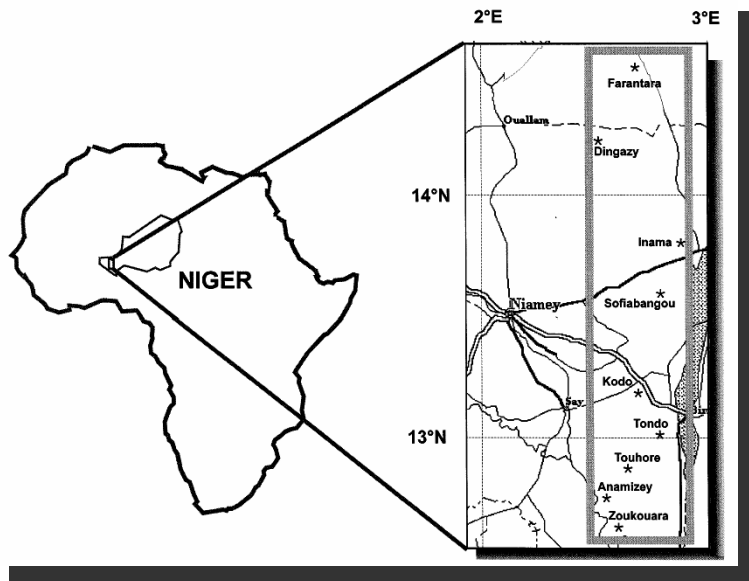 2°E 3°E
Farantara
Ouallam
Dingazy
14°N
Inama
NIGER
Niamey
Sofiabangou
Kodo
Say
Tondo
13°N
Touhore
Anamizey
Zoukouara